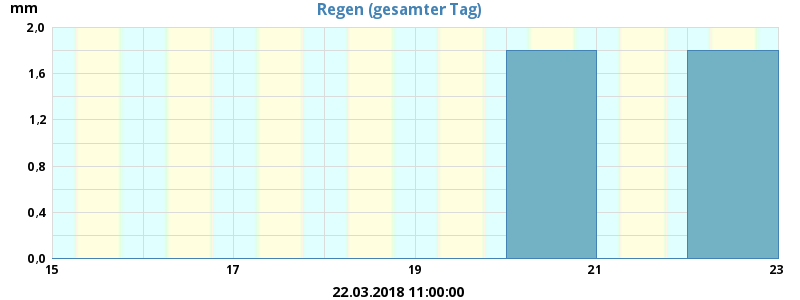 mm
Regen (gesamter Tag)
2,0
1,6
1,2
0,8
0,4
0,0
15 17 19 21 23
22.03.2018 11:00:00